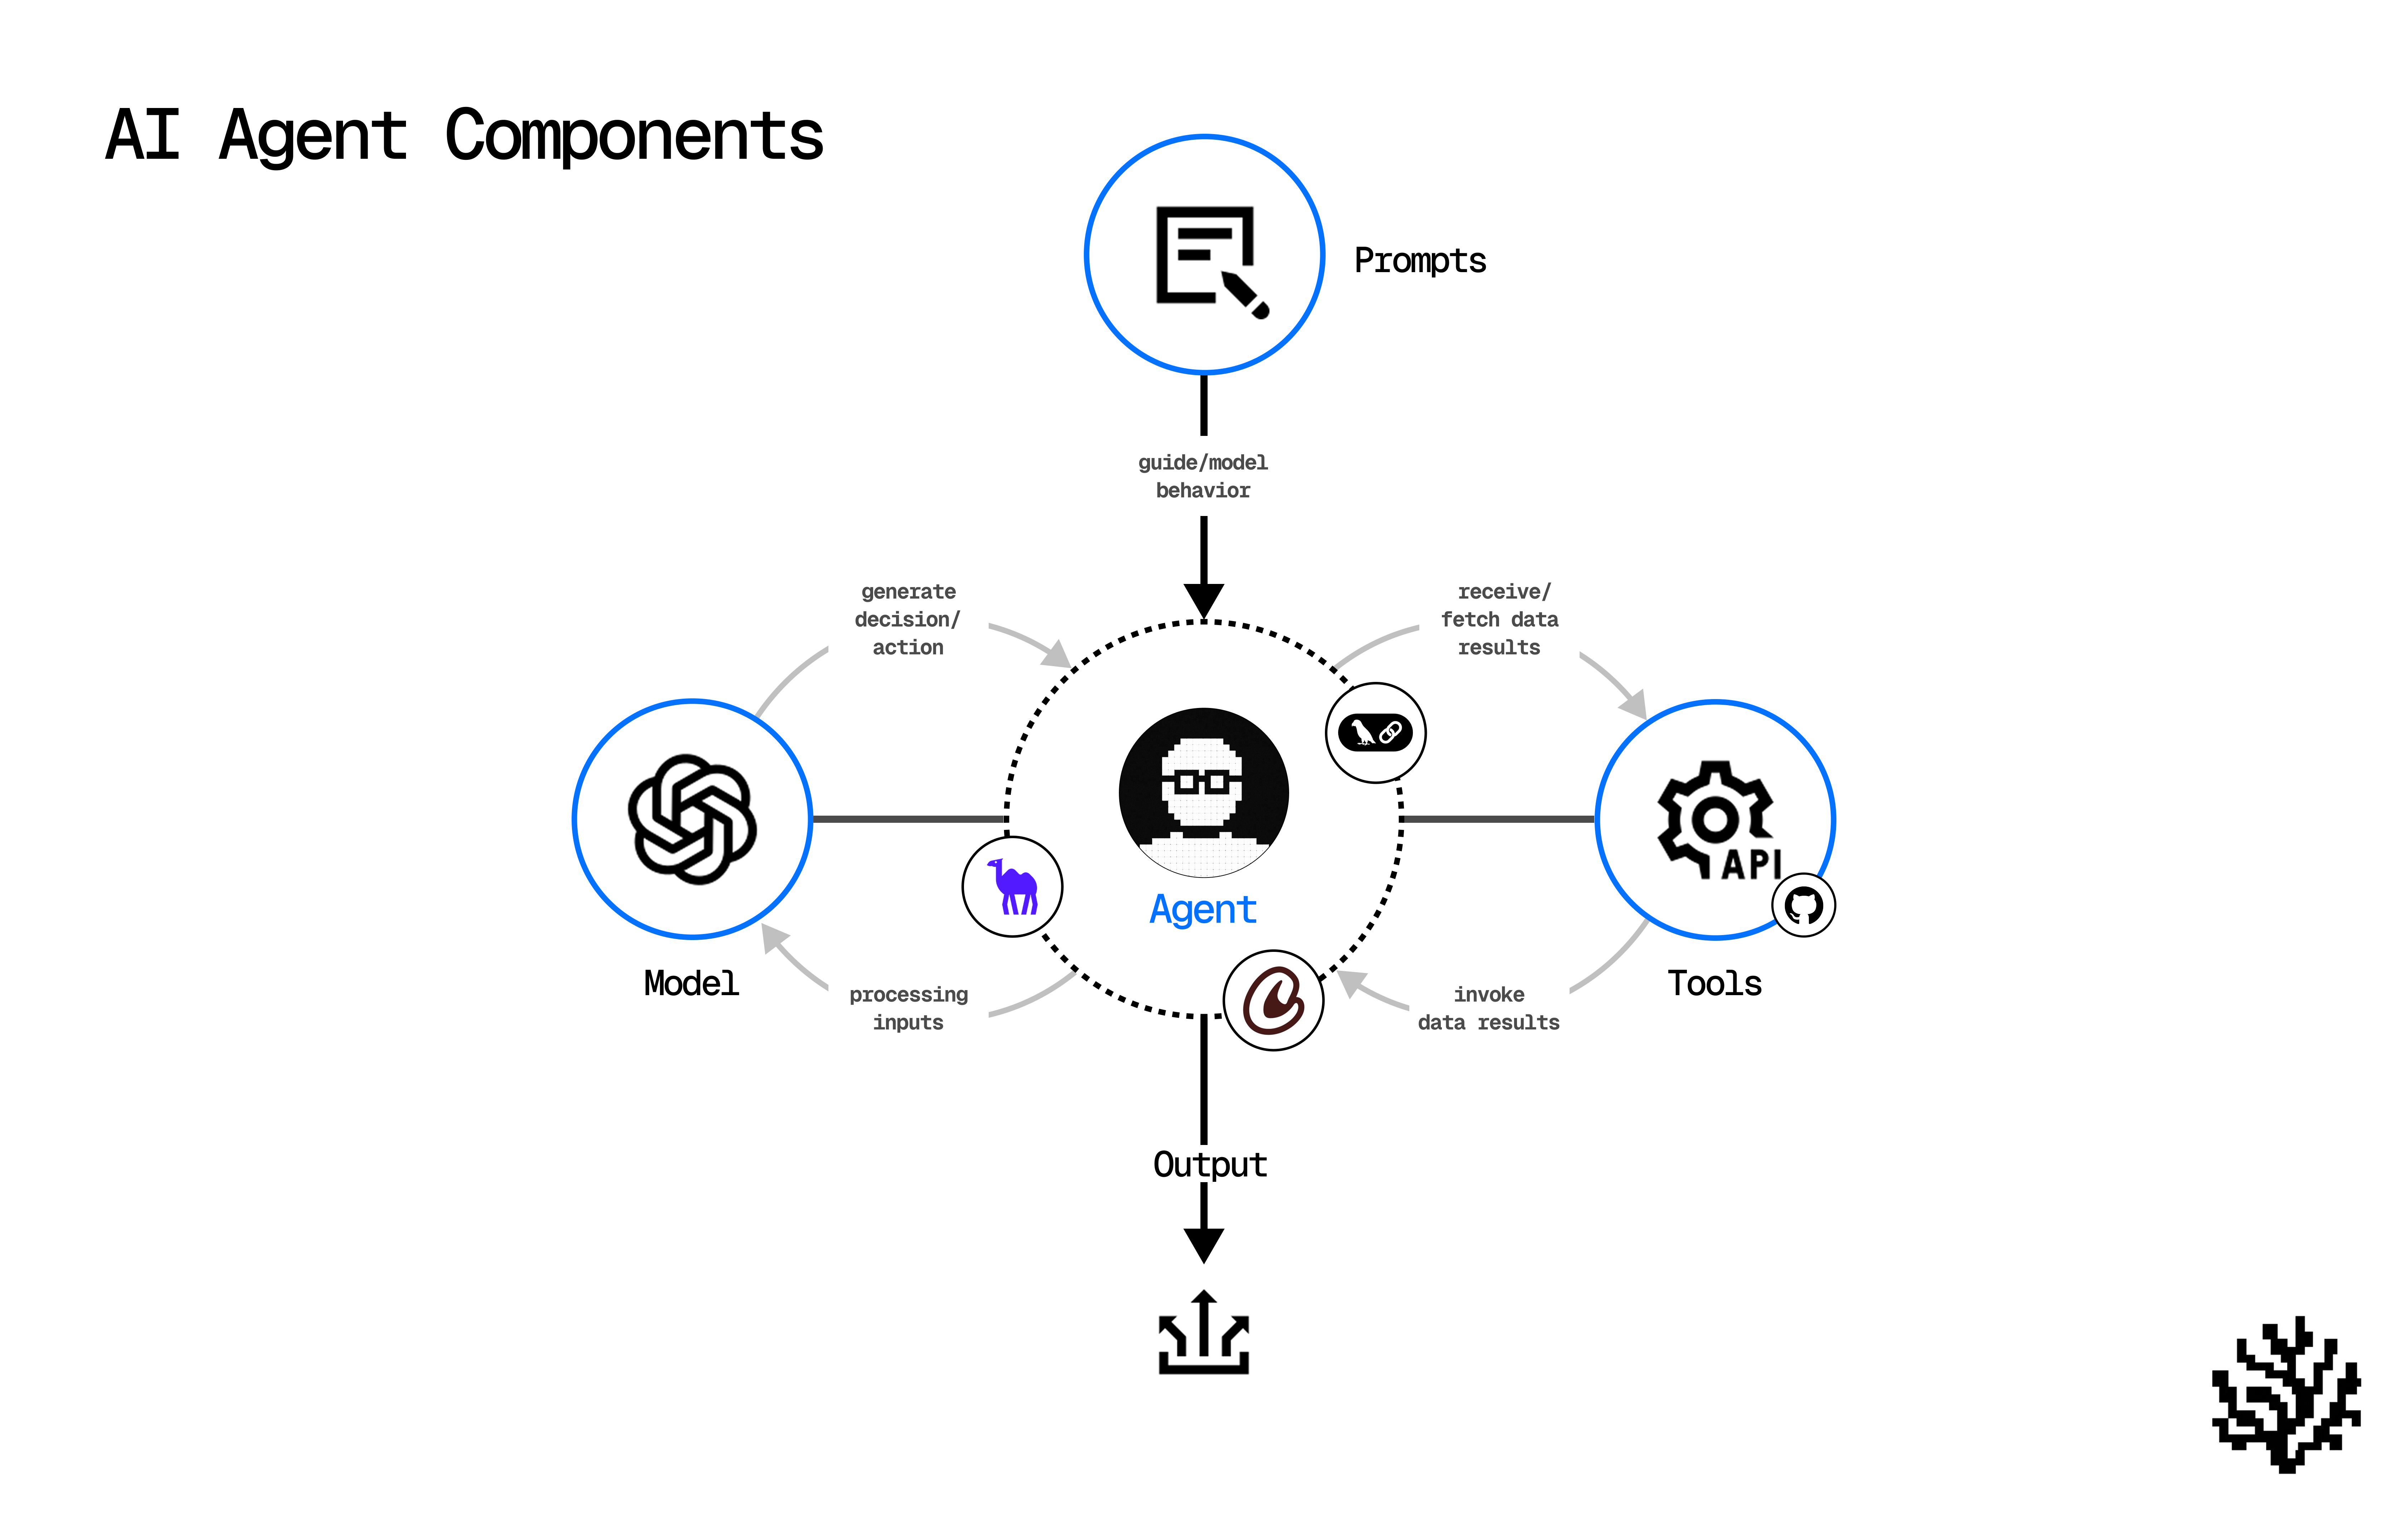 AI Agent Components
Prompts
guide/model
behavior
generate
decision/
action
receive/
fetch data
results
Agent
API
Model
Tools
processing
inputs
invoke
data results
Output